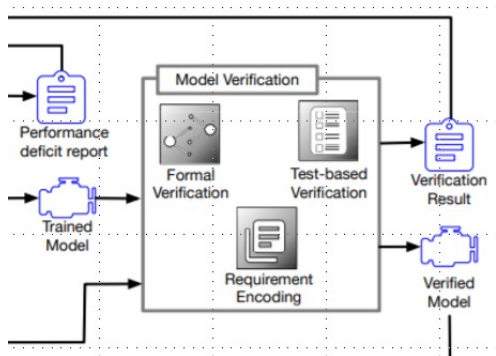 Model Verification
Performance
deficit report
Formal
Verification
Test-based
Verification
Verification
Result
Trained
Model
Requirement
Encoding
Verified
Model